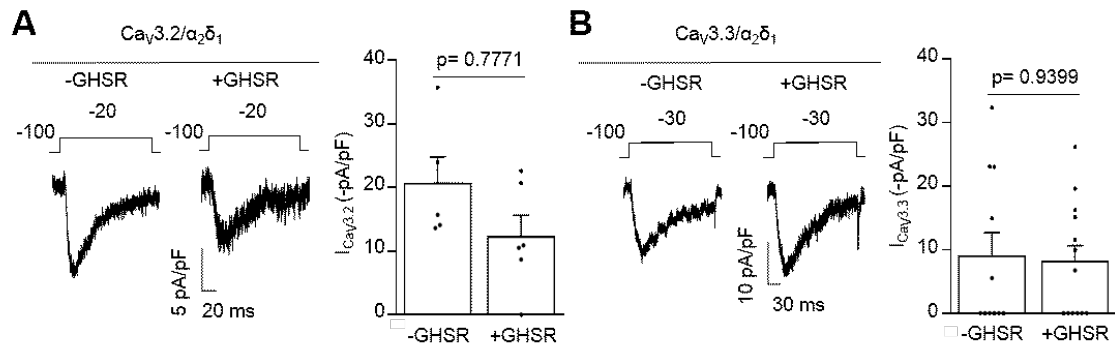 A
CaV3.2/α2δ1
-GHSR +GHSR
-20 -20
-100 -100
5 pA/pF
20 ms
ICaV3.2 (-pA/pF)
40
30
20
10
0
p= 0.7771
-GHSR +GHSR
B
CaV3.3/α2δ1
-GHSR +GHSR
-30 -30
-100 -100
10 pA/pF
30 ms
ICaV3.3 (-pA/pF)
40
30
20
10
0
p= 0.9399
-GHSR +GHSR